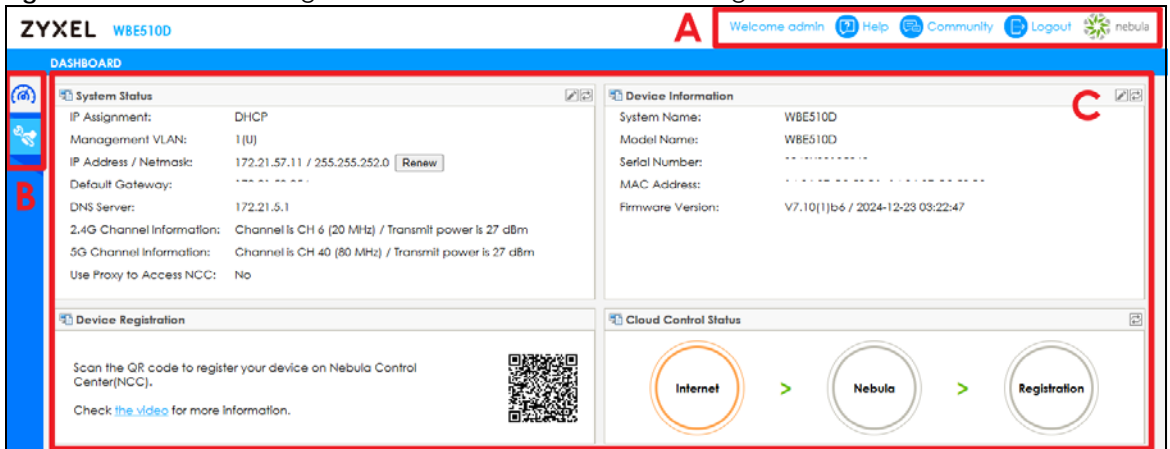 ZYXEL WBE510D
A
Welcome admin Help Community Logout nebula
DASHBOARD
B
C
System Status
IP Assignment: DHCP
Management VLAN: 1(U)
IP Address / Netmask: 172.21.57.11 / 255.255.252.0 Renew
Default Gateway:
DNS Server: 172.21.5.1
2.4G Channel Information: Channel is CH 6 (20 MHz) / Transmit power is 27 dBm
5G Channel Information: Channel is CH 40 (80 MHz) / Transmit power is 27 dBm
Use Proxy to Access NCC: No
Device Information
System Name: WBE510D
Model Name: WBE510D
Serial Number:
MAC Address:
Firmware Version: V7.10(1)b6 / 2024-12-23 03:22:47
Device Registration
Scan the QR code to register your device on Nebula Control
Center(NCC).
Check the video for more information.
Cloud Control Status
Internet > Nebula > Registration